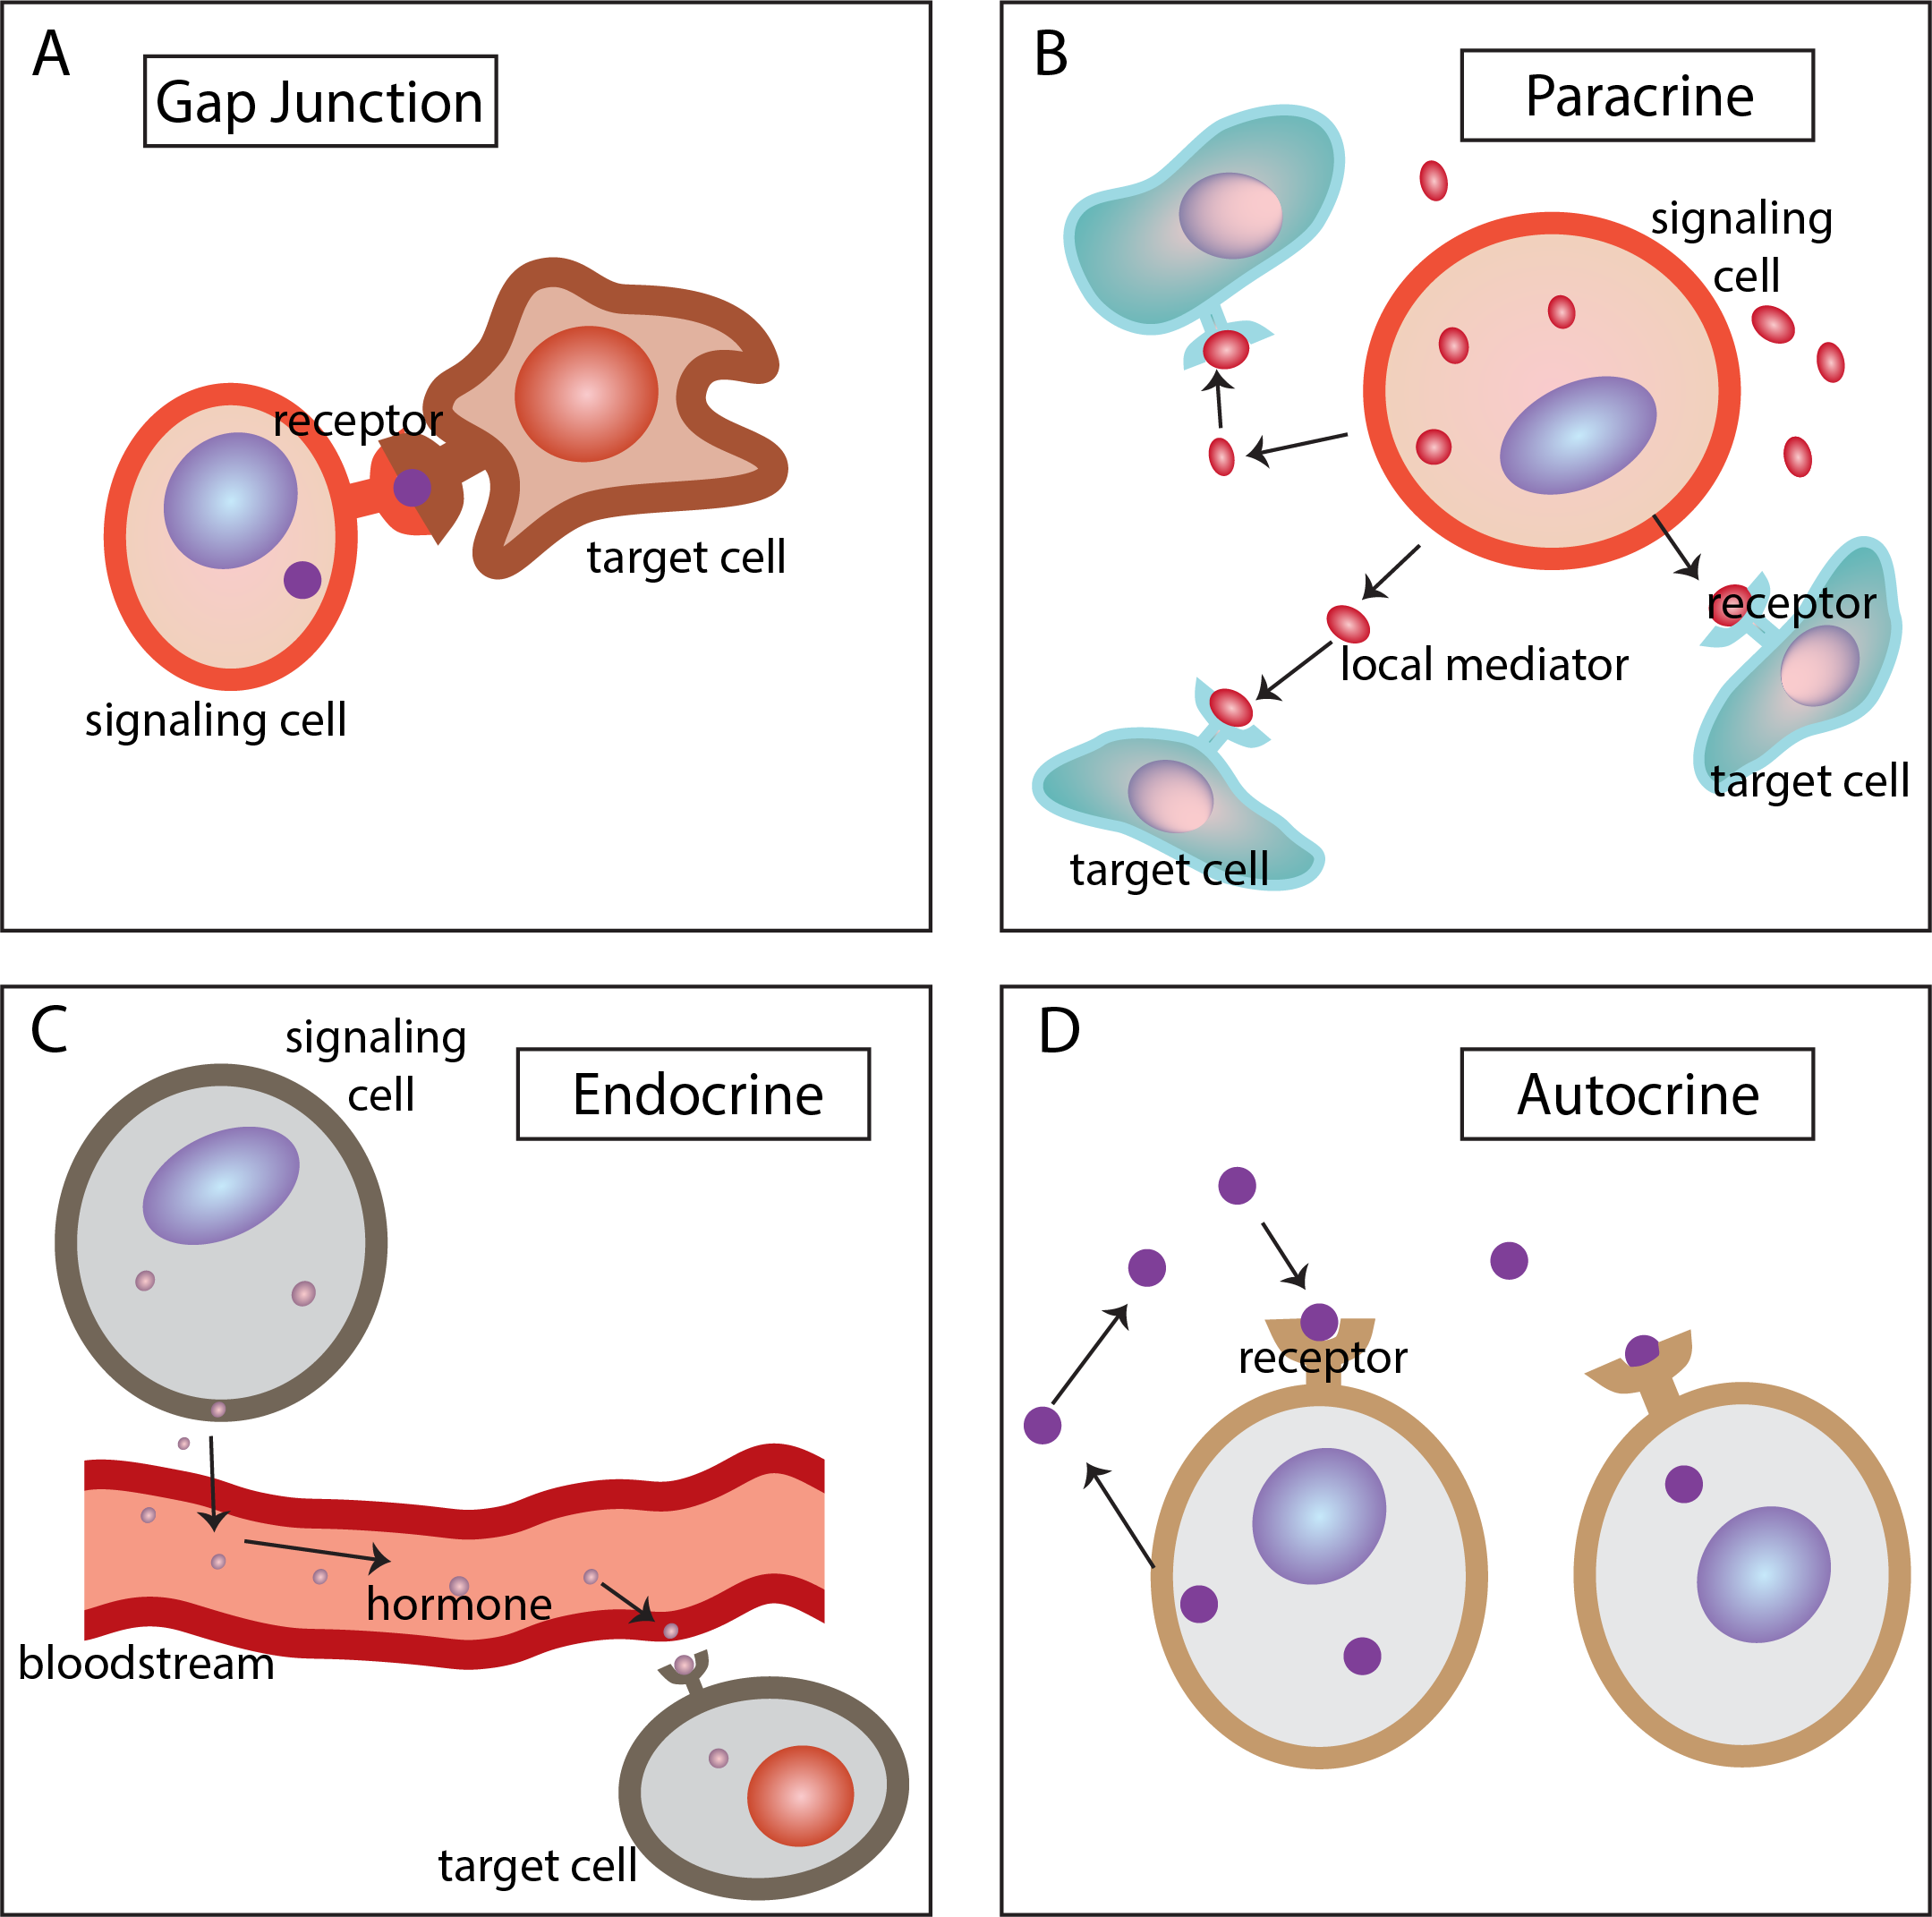 A
Gap Junction
receptor
target cell
signaling cell
B
Paracrine
signaling
cell
receptor
local mediator
target cell
target cell
C
signaling
cell
Endocrine
hormone
bloodstream
target cell
D
Autocrine
receptor